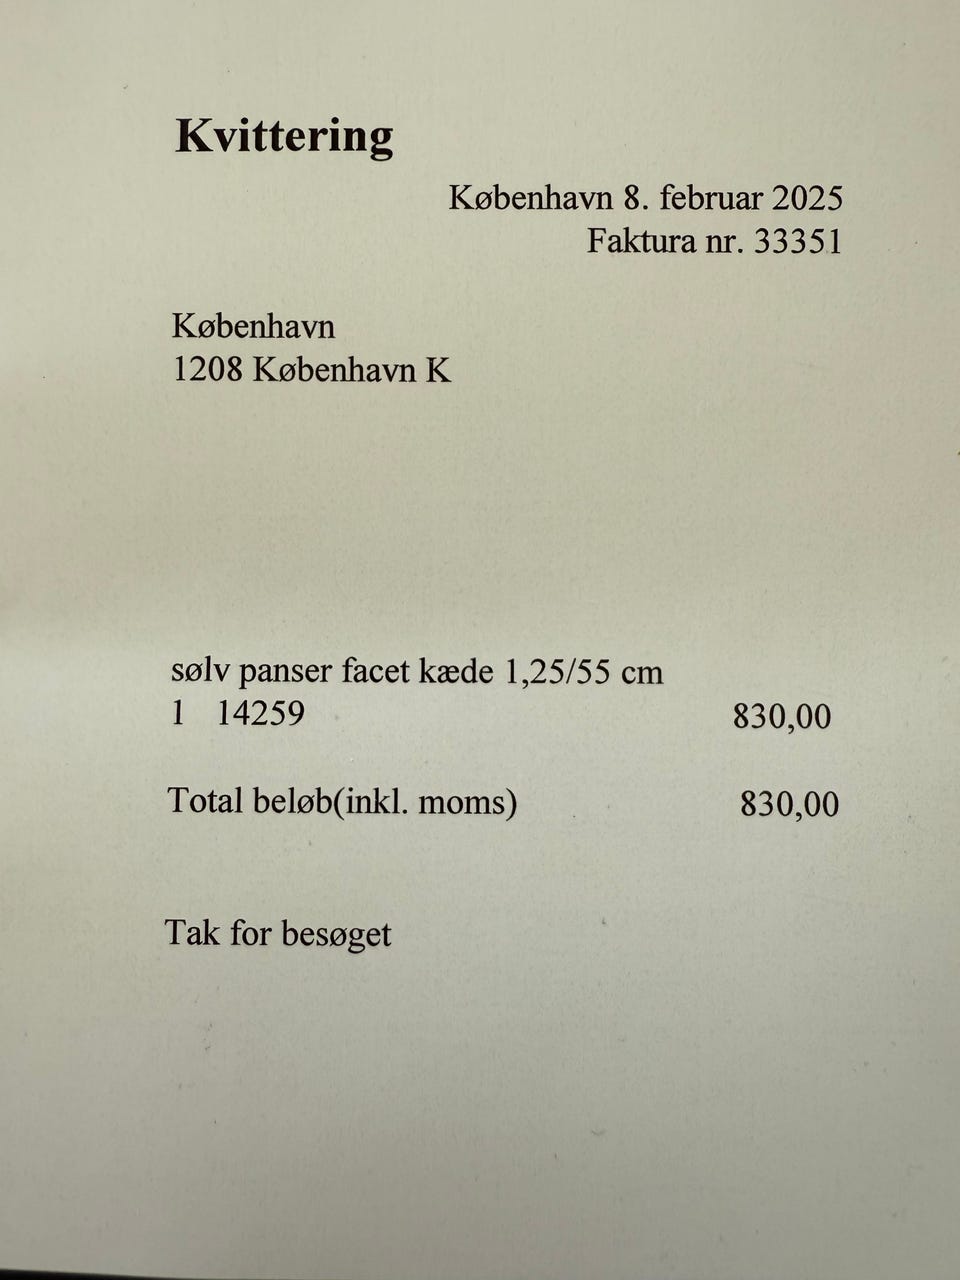 Kvittering
København 8. februar 2025
Faktura nr. 33351
København
1208 København K
sølv panser facet kæde 1,25/55 cm
1 14259 830,00
Total beløb(inkl. moms) 830,00
Tak for besøget